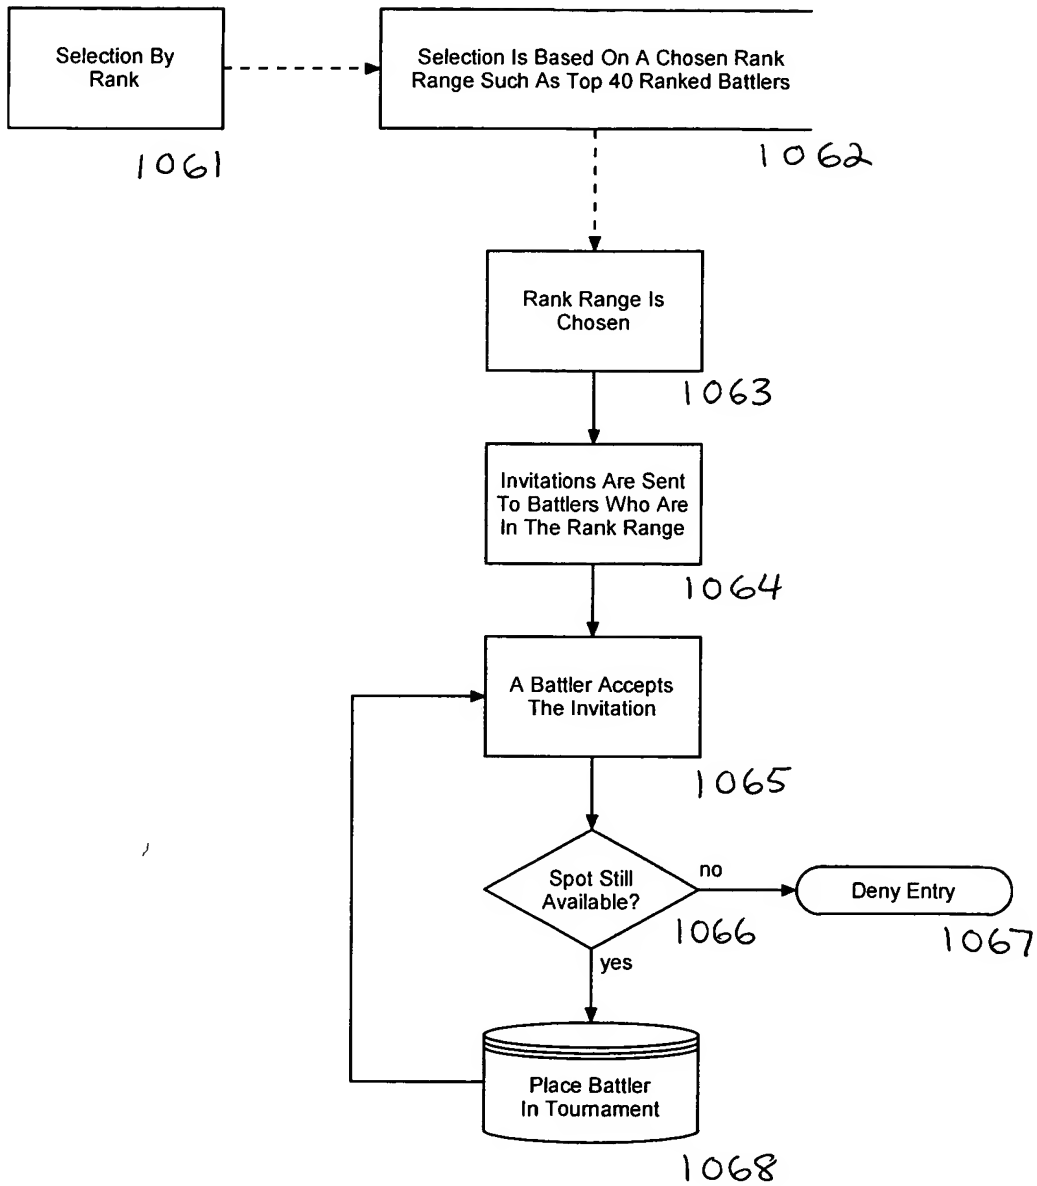 Selection By
Rank
1061
Selection Is Based On A Chosen Rank
Range Such As Top 40 Ranked Battlers
1062
Rank Range Is
Chosen
1063
Invitations Are Sent
To Battlers Who Are
In The Rank Range
1064
A Battler Accepts
The Invitation
1065
Spot Still
Available?
1066
no
Deny Entry
1067
yes
Place Battler
In Tournament
1068